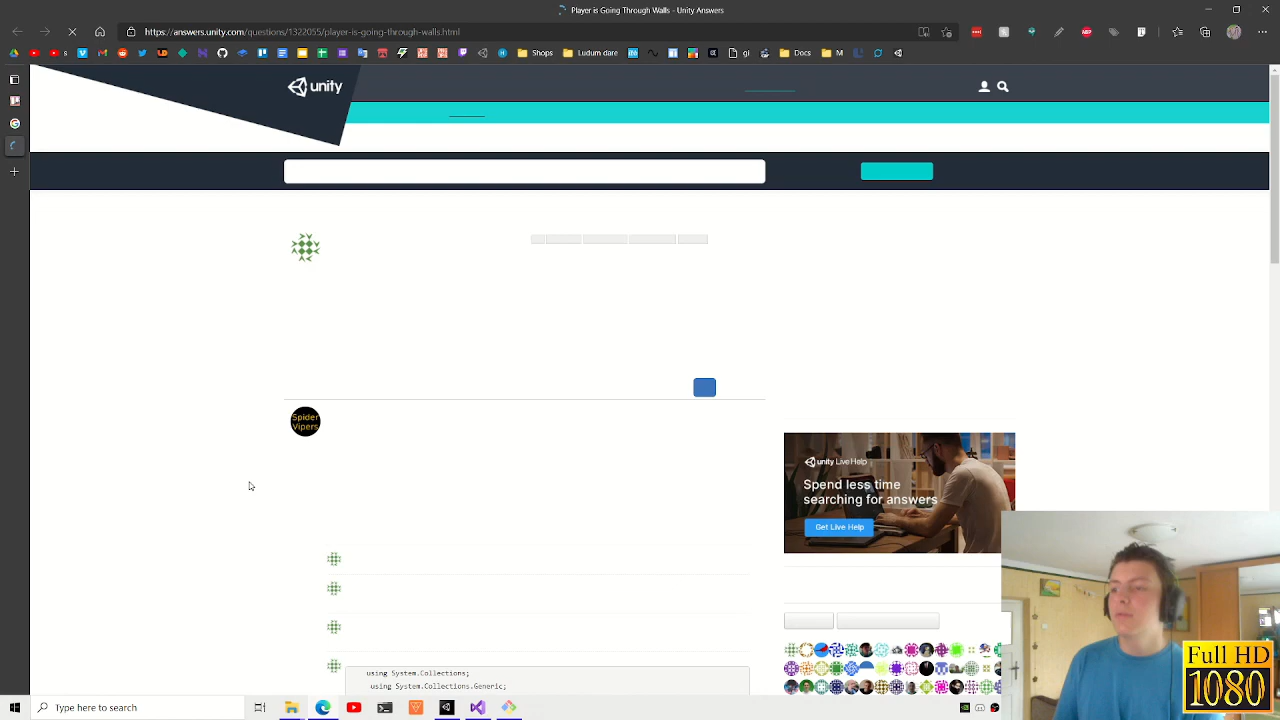 Player is Going Through Walls - Unity Answers
https://answers.unity.com/questions/1322055/player-is-going-through-walls.html
s
Shops
Ludum dare
Docs
M
unity
Spider
Vipers
unity Live Help
Spend less time
searching for answers
Get Live Help
using System.Collections;
using System.Collections.Generic;
Full HD
1080
Type here to search